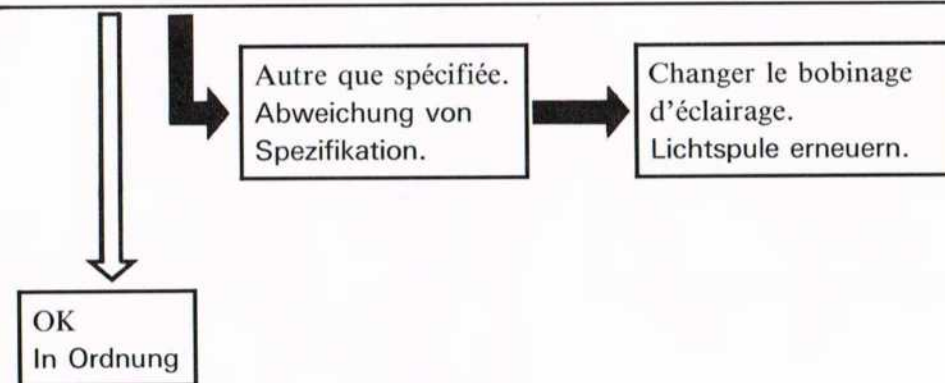 Autre que spécifiée.
Abweichung von
Spezifikation.
Changer le bobinage
d'éclairage.
Lichtspule erneuern.
OK
In Ordnung